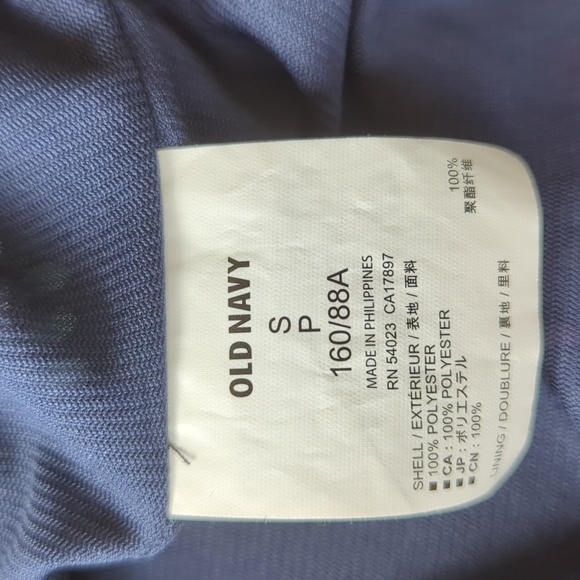 OLD NAVY
S
P
160/88A
MADE IN PHILIPPINES
RN 54023 CA17897
SHELL / EXTÉRIEUR / 表地 / 面料
■ 100% POLYESTER
■ CA : 100% POLYESTER
■ JP : ポリエステル 100%
■ CN : 100% 聚酯纤维
LINING / DOUBLURE / 裏地 / 里料